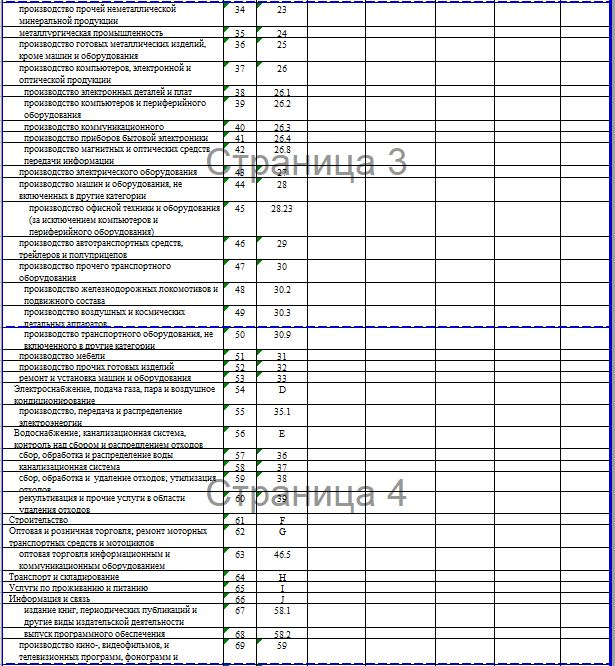 производство прочей неметаллической 34 23
минеральной продукции
металлургическая промышленность 35 24
производство готовых металлических изделий, 36 25
кроме машин и оборудования
производство компьютеров, электронной и 37 26
оптической продукции
производство электронных деталей и плат 38 26.1
производство компьютеров и периферийного 39 26.2
оборудования
производство коммуникационного 40 26.3
производство приборов бытовой электроники 41 26.4
производство магнитных и оптических средств 42 26.8
передачи информации
Страница 3
производство электрического оборудования 43 27
производство машин и оборудования, не 44 28
включенных в другие категории
производство офисной техники и оборудования 45 28.23
(за исключением компьютеров и
периферийного оборудования)
производство автотранспортных средств, 46 29
трейлеров и полуприцепов
производство прочего транспортного 47 30
оборудования
производство железнодорожных локомотивов и 48 30.2
подвижного состава
производство воздушных и космических 49 30.3
летальных аппаратов
производство транспортного оборудования, не 50 30.9
включенного в другие категории
производство мебели 51 31
производство прочих готовых изделий 52 32
ремонт и установка машин и оборудования 53 33
Электроснабжение, подача газа, пара и воздушное 54 D
кондиционирование
производство, передача и распределение 55 35.1
электроэнергии
Водоснабжение; канализационная система, 56 E
контроль над сбором и распределением отходов
сбор, обработка и распределение воды 57 36
канализационная система 58 37
сбор, обработка и удаление отходов; утилизация 59 38
отходов
Страница 4
рекультивация и прочие услуги в области 60 39
удаления отходов
Строительство 61 F
Оптовая и розничная торговля; ремонт моторных 62 G
транспортных средств и мотоциклов
оптовая торговля информационным и 63 46.5
коммуникационным оборудованием
Транспорт и складирование 64 H
Услуги по проживанию и питанию 65 I
Информация и связь 66 J
издание книг, периодических публикаций и 67 58.1
другие виды издательской деятельности
выпуск программного обеспечения 68 58.2
производство кино-, видеофильмов, и 69 59
телевизионных программ, фонограмм и